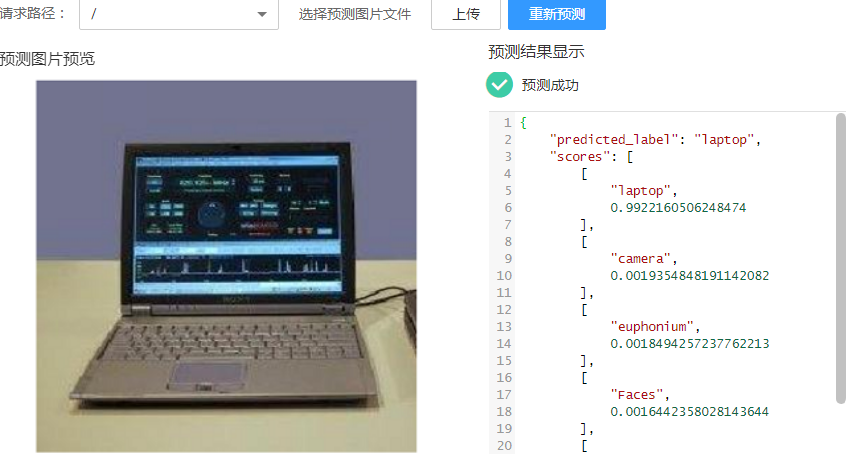 请求路径： / 选择预测图片文件 上传 重新预测
预测图片预览
SONY
预测结果显示
预测成功
1 {
2 "predicted_label": "laptop",
3 "scores": [
4 [
5 "laptop",
6 0.9922160506248474
7 ],
8 [
9 "camera",
10 0.0019354848191142082
11 ],
12 [
13 "euphonium",
14 0.0018494257237762213
15 ],
16 [
17 "Faces",
18 0.0016442358028143644
19 ],
20 [